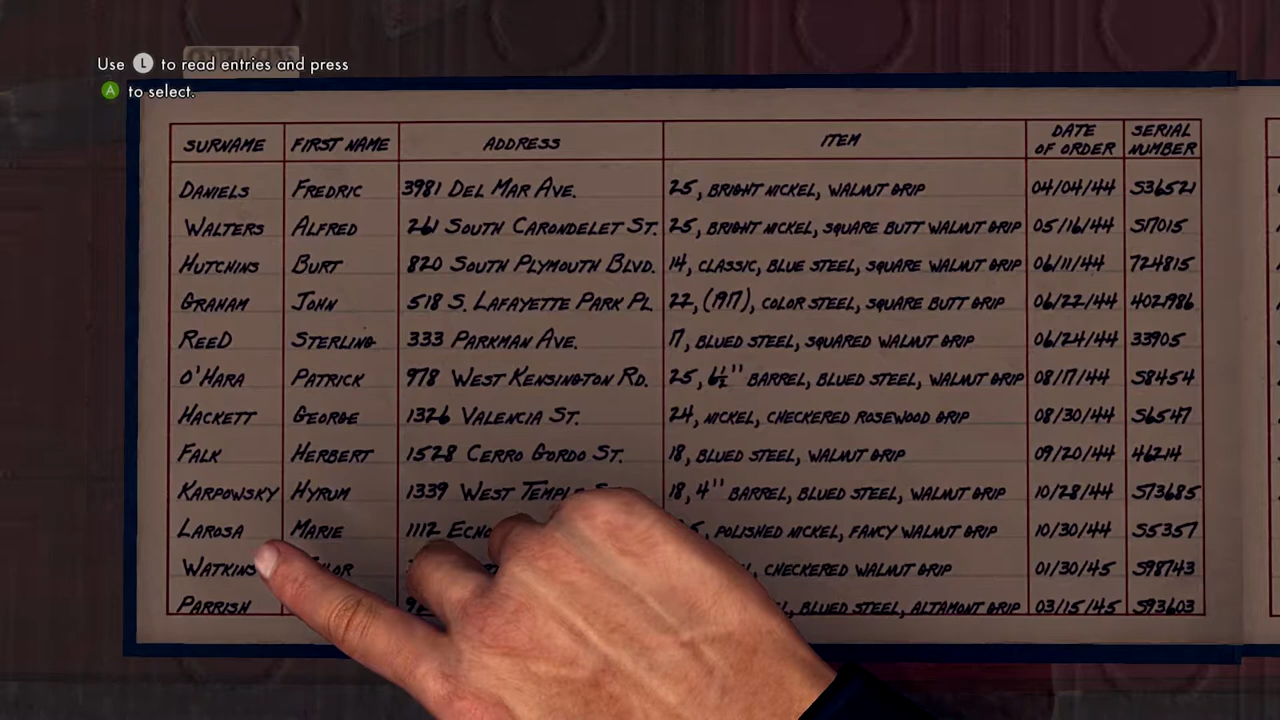 Use L to read entries and press
A to select.
SURNAME FIRST NAME ADDRESS ITEM DATE OF ORDER SERIAL NUMBER
DANIELS FREDRIC 3981 DEL MAR AVE. 25, BRIGHT NICKEL, WALNUT GRIP 04/04/44 S36521
WALTERS ALFRED 261 SOUTH CARONDELET ST. 25, BRIGHT NICKEL, SQUARE BUTT WALNUT GRIP 05/16/44 S17015
HUTCHINS BURT 820 SOUTH PLYMOUTH BLVD. 14, CLASSIC, BLUE STEEL, SQUARE WALNUT GRIP 06/11/44 724815
GRAHAM JOHN 518 S. LAFAYETTE PARK PL 22, (1917), COLOR STEEL, SQUARE BUTT GRIP 06/22/44 402986
REED STERLING 333 PARKMAN AVE. 17, BLUED STEEL, SQUARED WALNUT GRIP 06/24/44 33905
O'HARA PATRICK 978 WEST KENSINGTON RD. 25, 6½" BARREL, BLUED STEEL, WALNUT GRIP 08/17/44 S8454
HACKETT GEORGE 1326 VALENCIA ST. 24, NICKEL, CHECKERED ROSEWOOD GRIP 08/30/44 S6547
FALK HERBERT 1528 CERRO GORDO ST. 18, BLUED STEEL, WALNUT GRIP 09/20/44 46214
KARPOWSKY HYRUM 1339 WEST TEMPLE 18, 4" BARREL, BLUED STEEL, WALNUT GRIP 10/28/44 S73685
LAROSA MARIE 1112 ECHO POLISHED NICKEL, FANCY WALNUT GRIP 10/30/44 S5357
WATKINS CHECKERED WALNUT GRIP 01/30/45 S98743
PARRISH BLUED STEEL, ALTAMONT GRIP 03/15/45 S93603